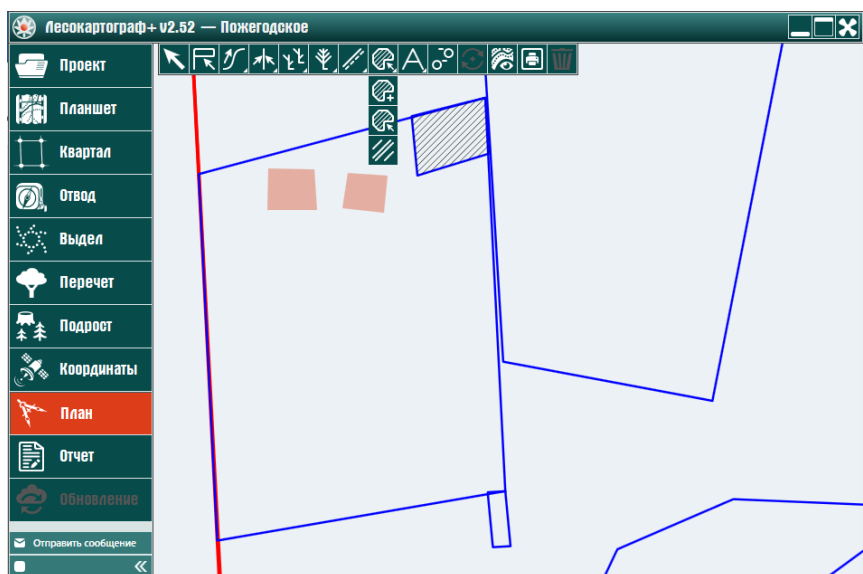 Лесокартограф+ v2.52 — Пожегодское
Проект
Планшет
Квартал
Отвод
Выдел
Перечет
Подрост
Координаты
План
Отчет
Обновление
Отправить сообщение